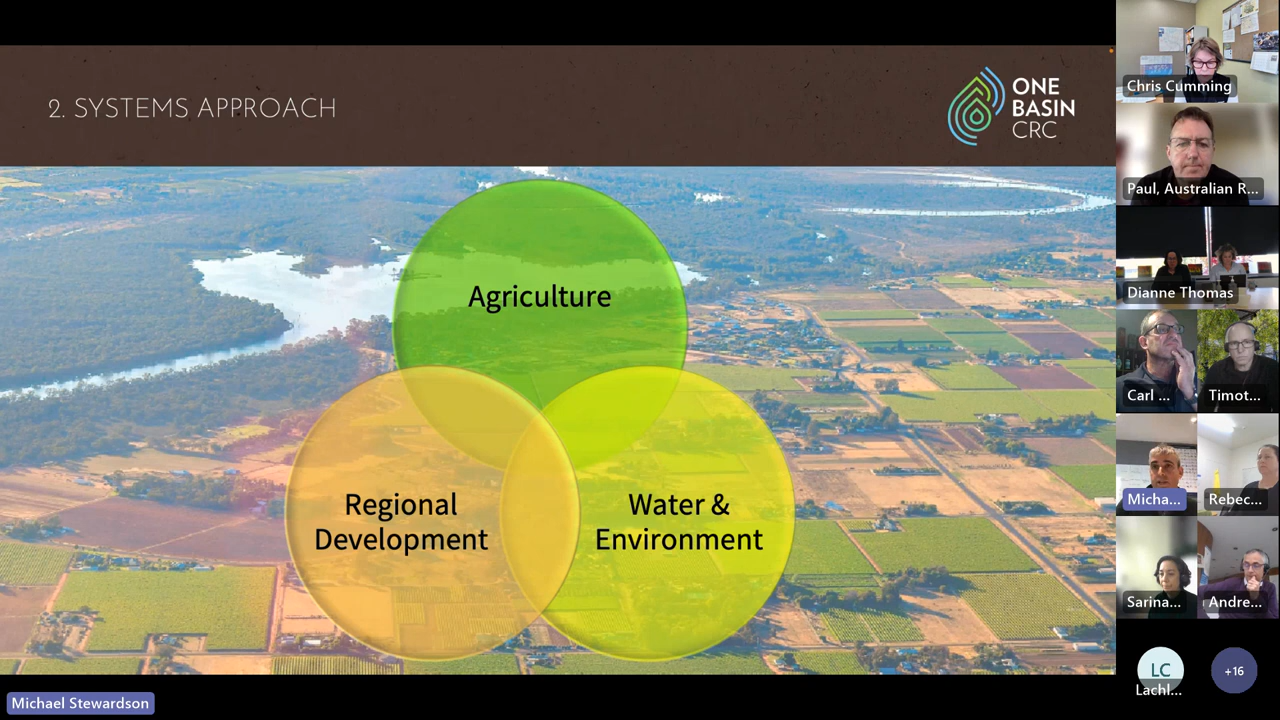 2. SYSTEMS APPROACH
ONE
BASIN
CRC
Agriculture
Regional
Development
Water &
Environment
Michael Stewardson
Chris Cumming
Paul, Australian R...
Dianne Thomas
Carl ...
Timot...
Micha...
Rebec...
Sarina...
Andre...
LC
Lachl...
+16